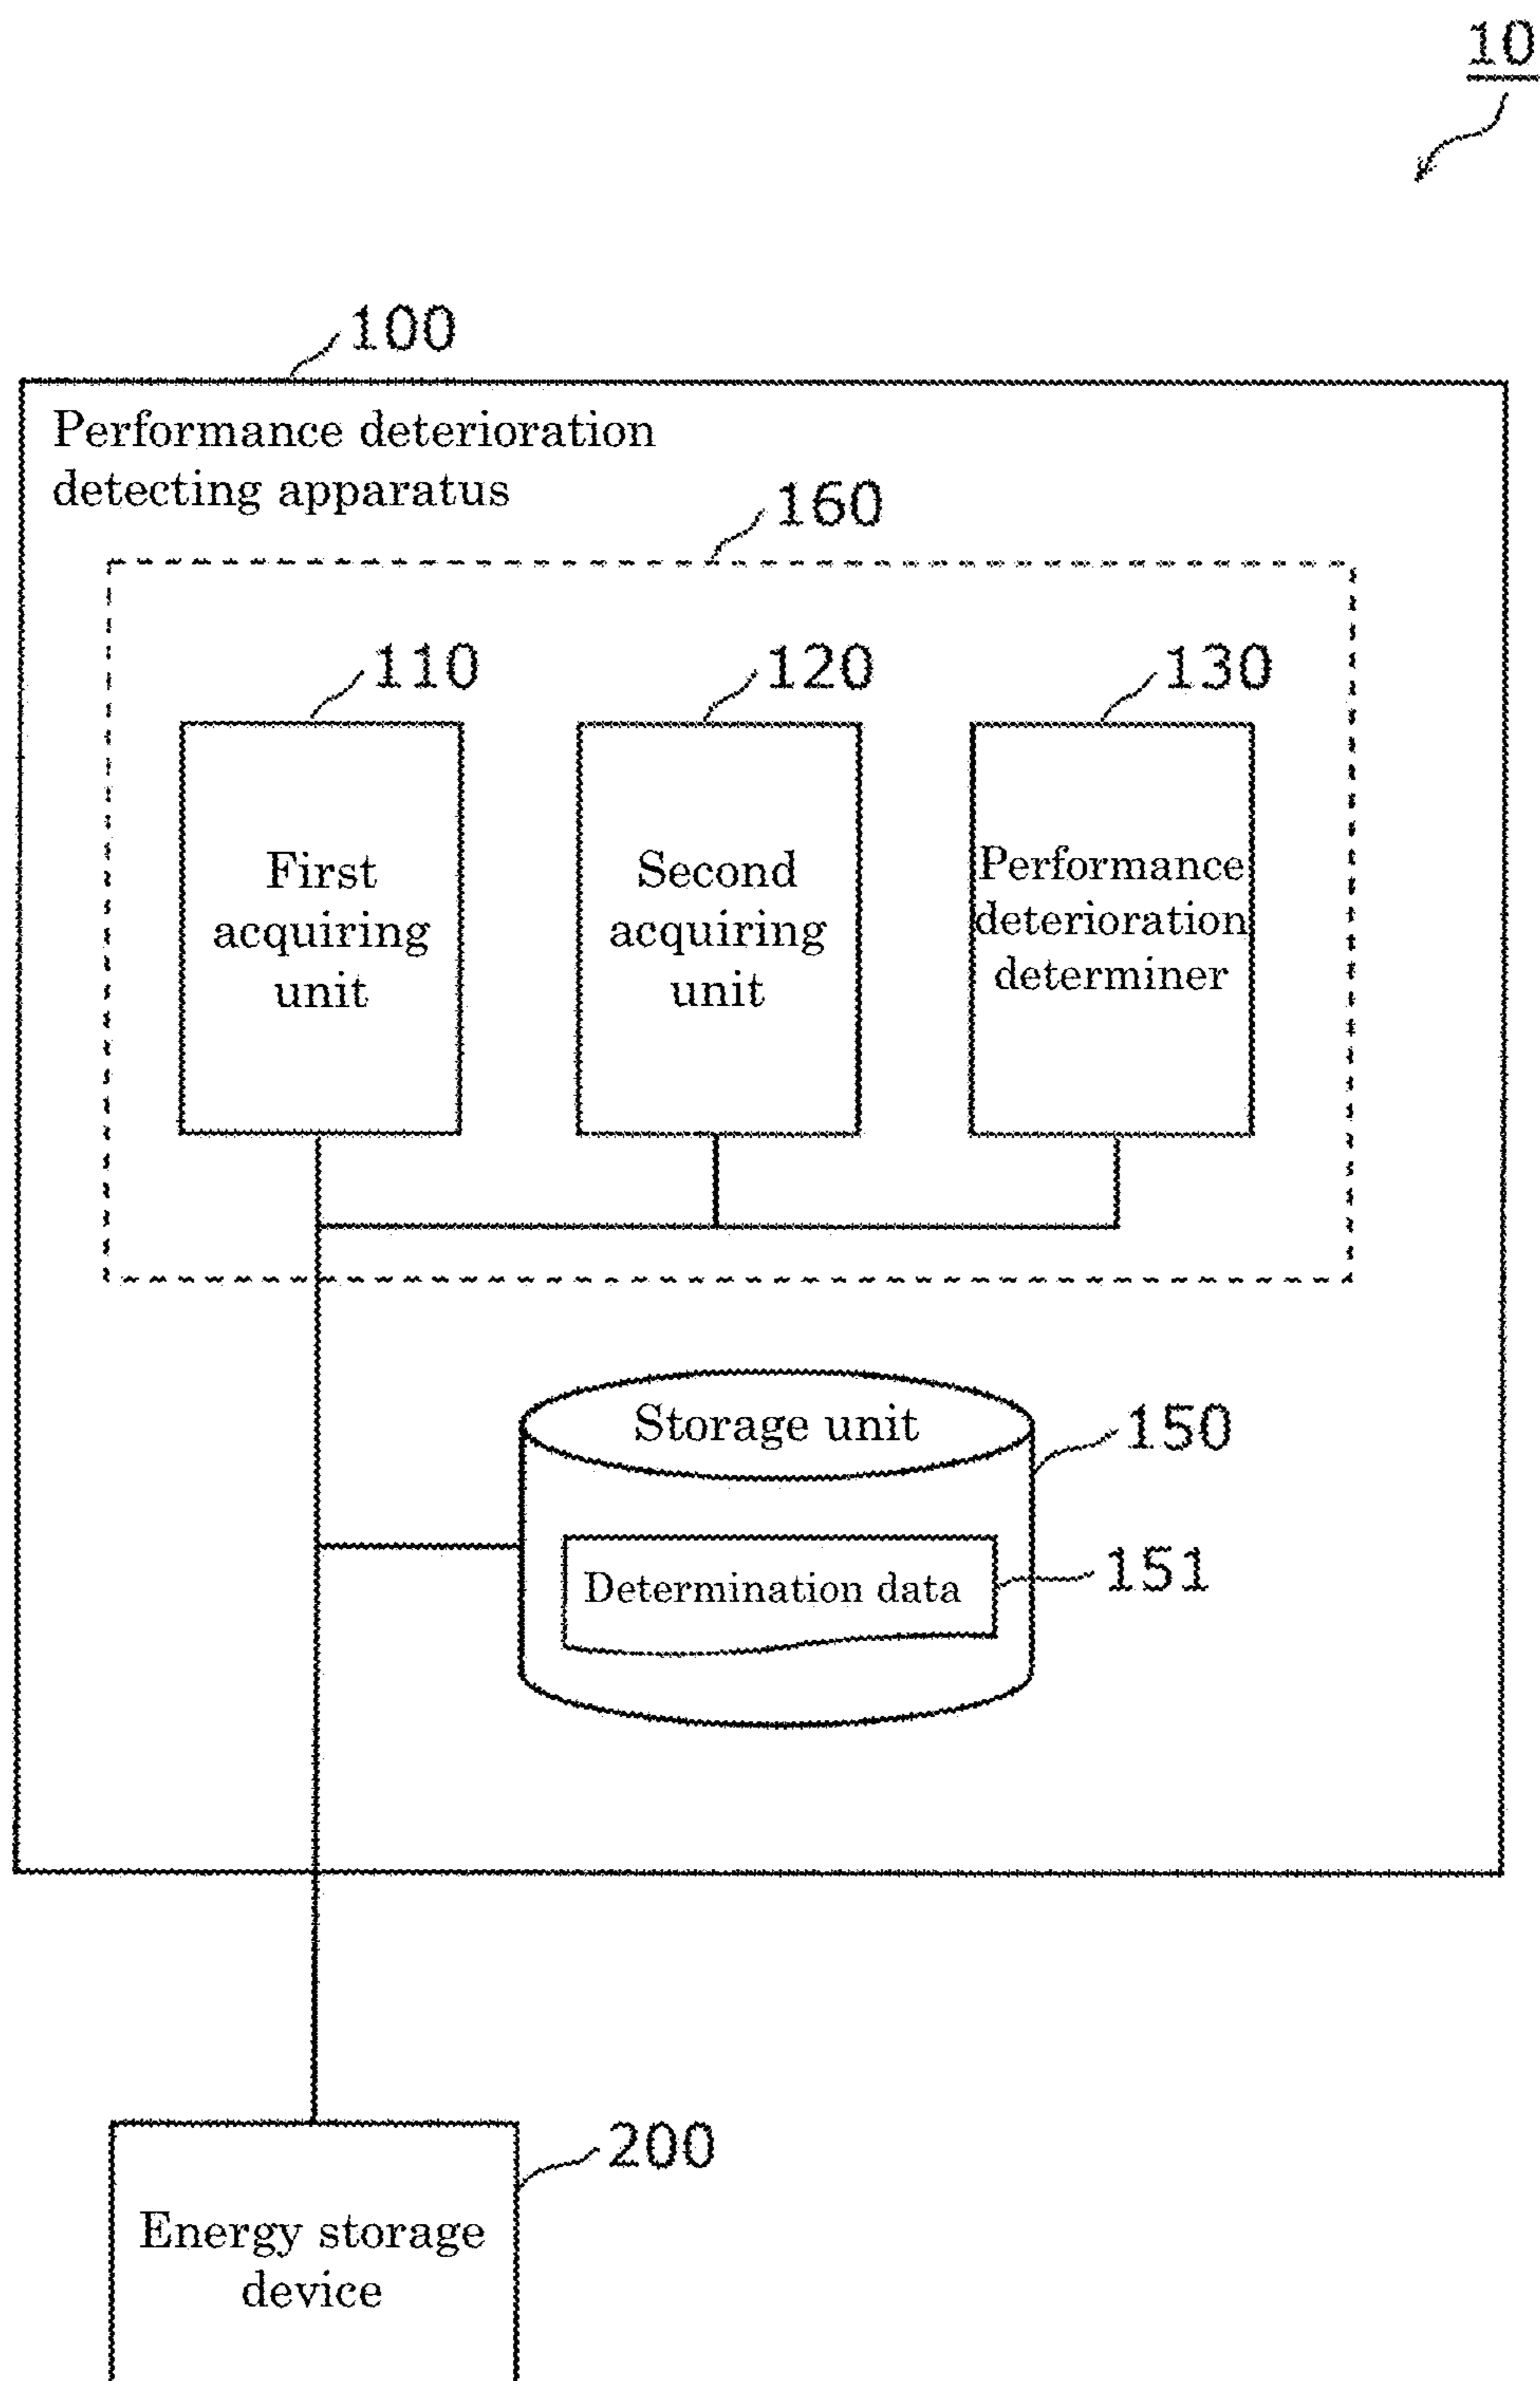 10
100
Performance deterioration
detecting apparatus
160
110
120
130
First
acquiring
unit
Second
acquiring
unit
Performance
deterioration
determiner
Storage unit
150
Determination data
151
200
Energy storage
device